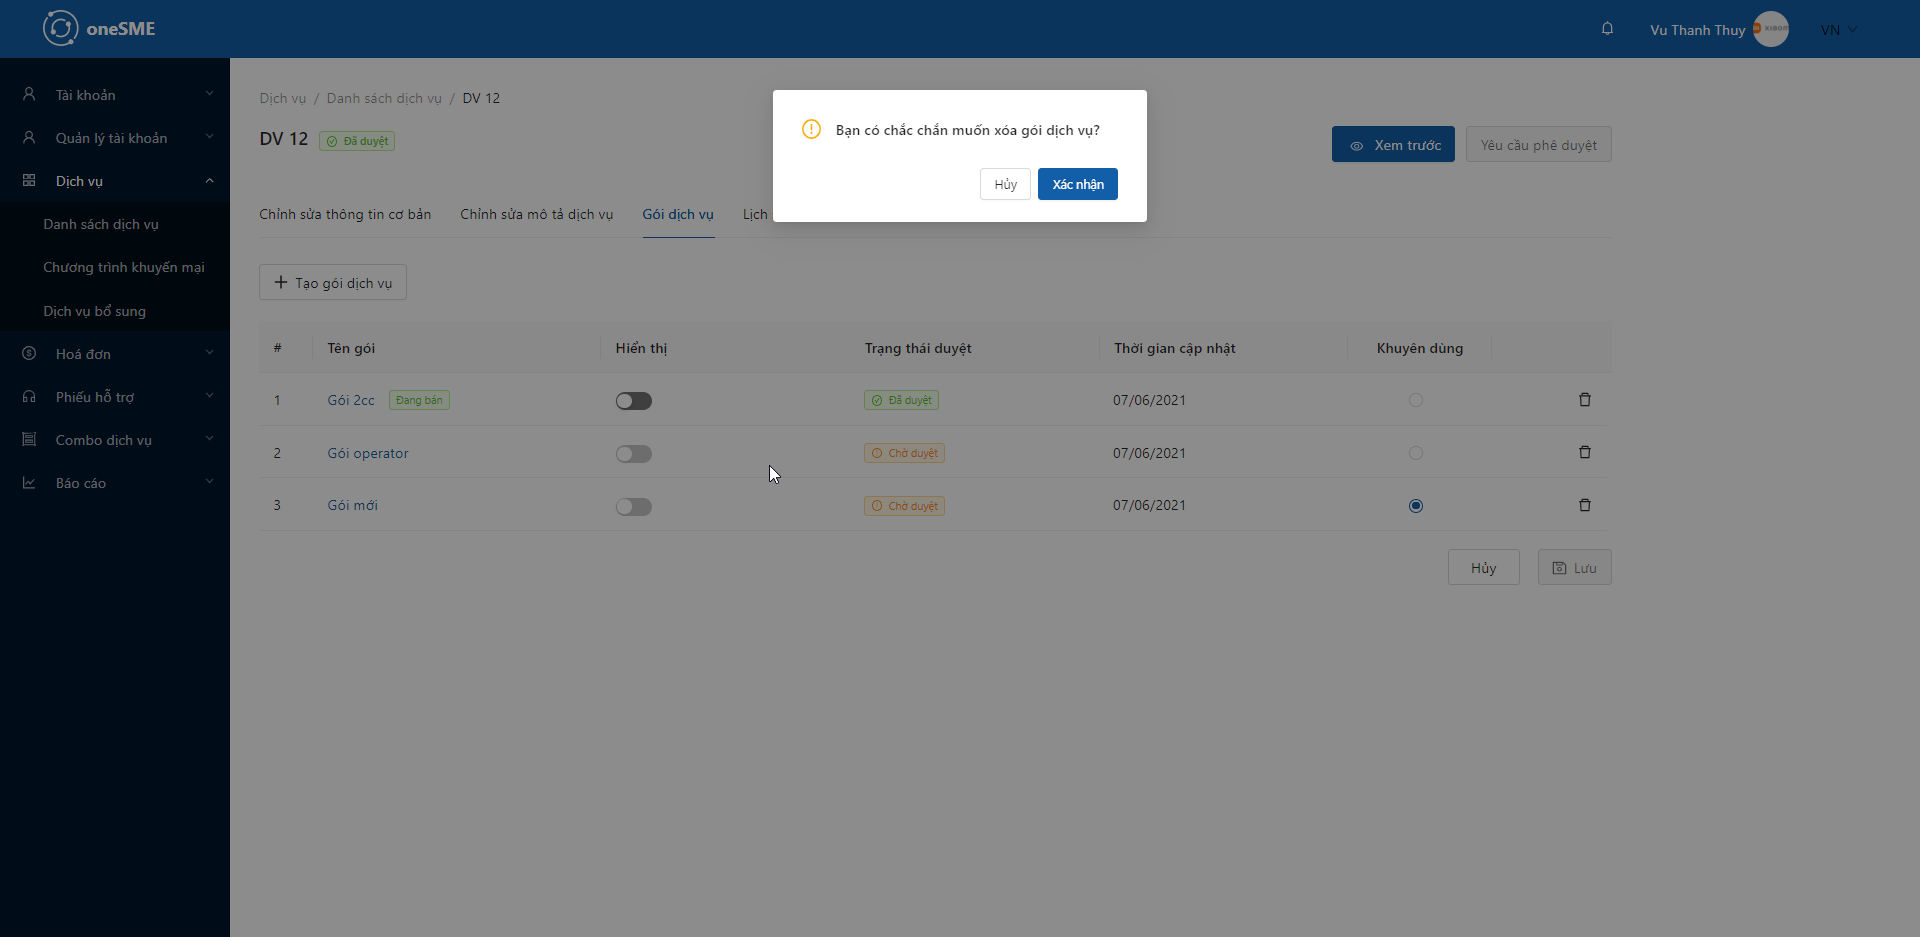 oneSME
Vu Thanh Thuy
VN
Tài khoản
Quản lý tài khoản
Dịch vụ
Danh sách dịch vụ
Chương trình khuyến mại
Dịch vụ bổ sung
Hoá đơn
Phiếu hỗ trợ
Combo dịch vụ
Báo cáo
Dịch vụ / Danh sách dịch vụ / DV 12
DV 12 Đã duyệt
Xem trước
Yêu cầu phê duyệt
Bạn có chắc chắn muốn xóa gói dịch vụ?
Hủy Xác nhận
Chỉnh sửa thông tin cơ bản Chỉnh sửa mô tả dịch vụ Gói dịch vụ Lịch
Tạo gói dịch vụ
# Tên gói Hiển thị Trạng thái duyệt Thời gian cập nhật Khuyên dùng
1 Gói 2cc Đang bán Đã duyệt 07/06/2021
2 Gói operator Chờ duyệt 07/06/2021
3 Gói mới Chờ duyệt 07/06/2021
Hủy Lưu